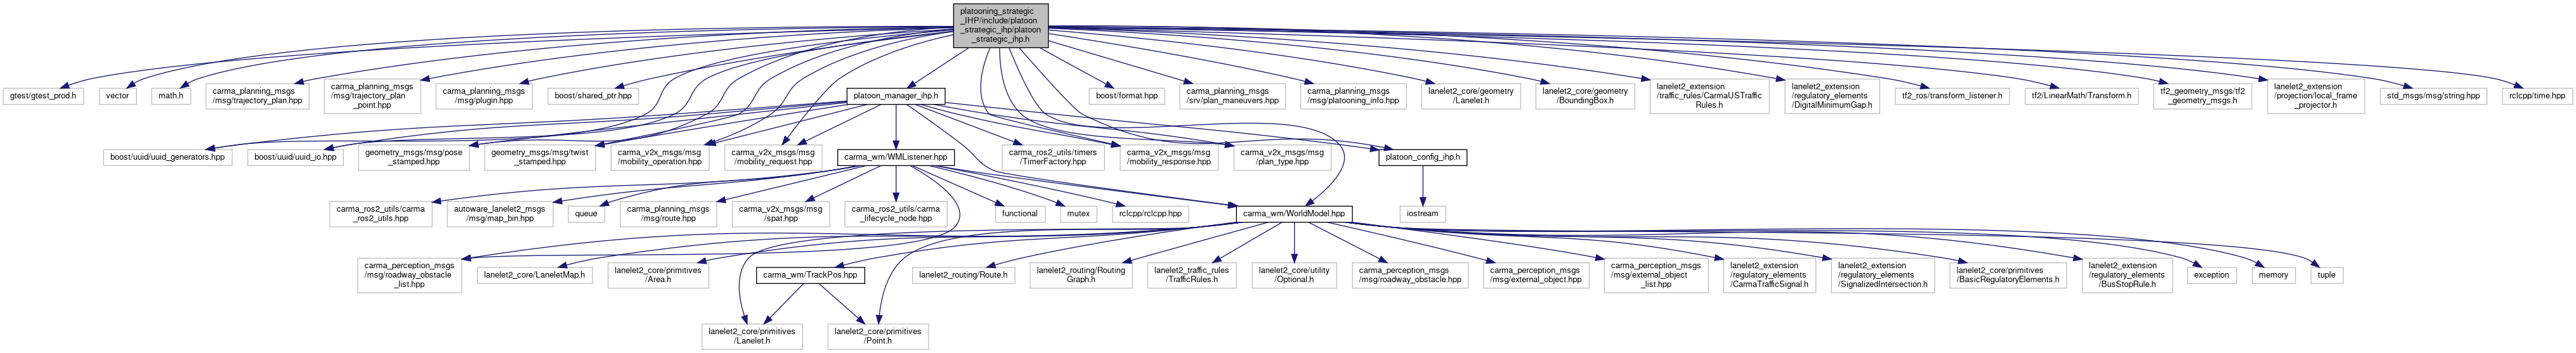 platooning_strategic
_IHP/include/platoon
_strategic_ihp/platoon
_strategic_ihp.h
gtest/gtest_prod.h
vector
math.h
carma_planning_msgs
/msg/trajectory_plan.hpp
carma_planning_msgs
/msg/trajectory_plan
_point.hpp
carma_planning_msgs
/msg/plugin.hpp
boost/shared_ptr.hpp
platoon_manager_ihp.h
boost/format.hpp
carma_planning_msgs
/srv/plan_maneuvers.hpp
carma_planning_msgs
/msg/platooning_info.hpp
lanelet2_core/geometry
/Lanelet.h
lanelet2_core/geometry
/BoundingBox.h
lanelet2_extension
/traffic_rules/CarmaUSTraffic
Rules.h
lanelet2_extension
/regulatory_elements
/DigitalMinimumGap.h
tf2_ros/transform_listener.h
tf2/LinearMath/Transform.h
tf2_geometry_msgs/tf2
_geometry_msgs.h
lanelet2_extension
/projection/local_frame
_projector.h
std_msgs/msg/string.hpp
rclcpp/time.hpp
boost/uuid/uuid_generators.hpp
boost/uuid/uuid_io.hpp
geometry_msgs/msg/pose
_stamped.hpp
geometry_msgs/msg/twist
_stamped.hpp
carma_v2x_msgs/msg
/mobility_operation.hpp
carma_v2x_msgs/msg
/mobility_request.hpp
carma_wm/WMListener.hpp
carma_ros2_utils/timers
/TimerFactory.hpp
carma_v2x_msgs/msg
/mobility_response.hpp
carma_v2x_msgs/msg
/plan_type.hpp
platoon_config_ihp.h
carma_ros2_utils/carma
_ros2_utils.hpp
autoware_lanelet2_msgs
/msg/map_bin.hpp
queue
carma_planning_msgs
/msg/route.hpp
carma_v2x_msgs/msg
/spat.hpp
carma_ros2_utils/carma
_lifecycle_node.hpp
functional
mutex
rclcpp/rclcpp.hpp
carma_wm/WorldModel.hpp
iostream
carma_perception_msgs
/msg/roadway_obstacle
_list.hpp
lanelet2_core/LaneletMap.h
lanelet2_core/primitives
/Area.h
carma_wm/TrackPos.hpp
lanelet2_routing/Route.h
lanelet2_routing/Routing
Graph.h
lanelet2_traffic_rules
/TrafficRules.h
lanelet2_core/utility
/Optional.h
carma_perception_msgs
/msg/roadway_obstacle.hpp
carma_perception_msgs
/msg/external_object.hpp
carma_perception_msgs
/msg/external_object
_list.hpp
lanelet2_extension
/regulatory_elements
/CarmaTrafficSignal.h
lanelet2_extension
/regulatory_elements
/SignalizedIntersection.h
lanelet2_core/primitives
/BasicRegulatoryElements.h
lanelet2_extension
/regulatory_elements
/BusStopRule.h
exception
memory
tuple
lanelet2_core/primitives
/Lanelet.h
lanelet2_core/primitives
/Point.h